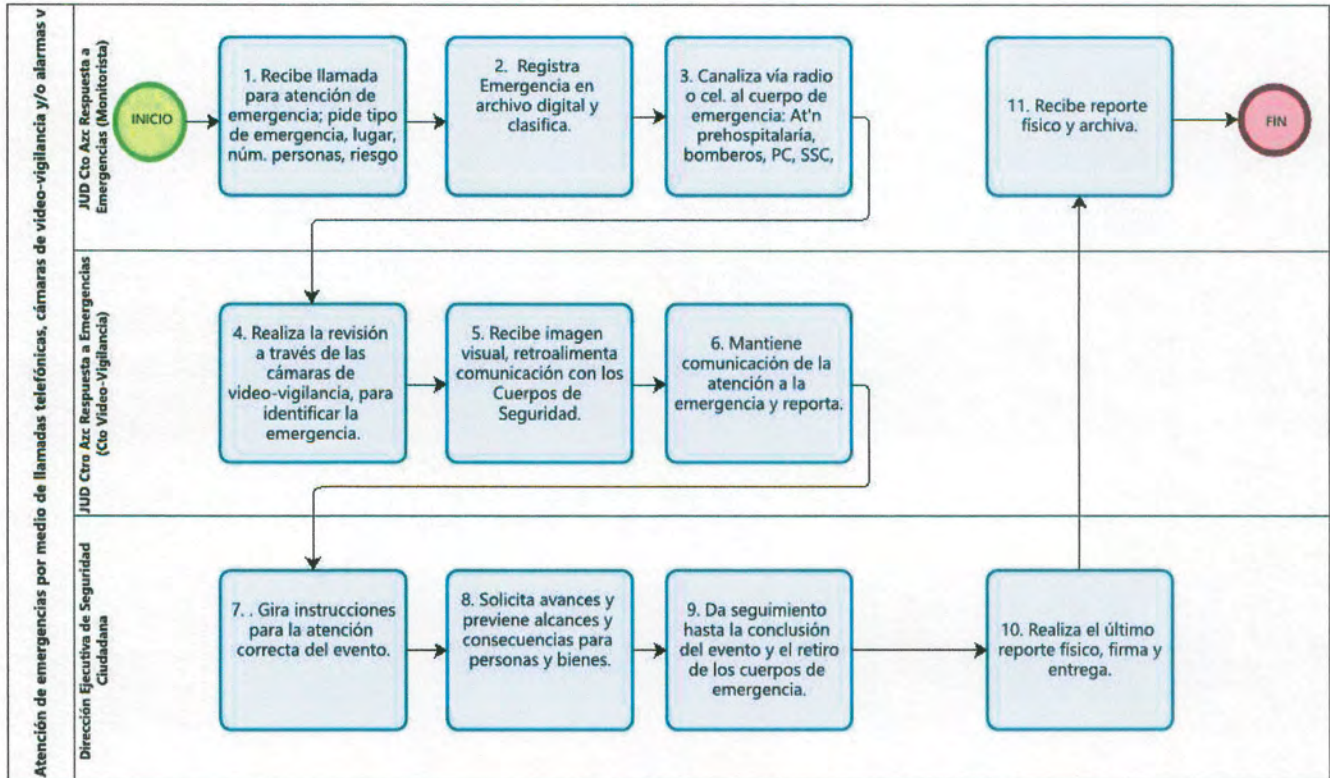 Atención de emergencias por medio de llamadas telefónicas, cámaras de video-vigilancia y/o alarmas v
JUD Cto Azc Respuesta a
Emergencias (Monitorista)
INICIO
1. Recibe llamada
para atención de
emergencia; pide tipo
de emergencia, lugar,
núm. personas, riesgo
2. Registra
Emergencia en
archivo digital y
clasifica.
3. Canaliza vía radio
o cel. al cuerpo de
emergencia: At'n
prehospitalaría,
bomberos, PC, SSC,
11. Recibe reporte
físico y archiva.
FIN
JUD Ctro Azc Respuesta a Emergencias
(Cto Video-Vigilancia)
4. Realiza la revisión
a través de las
cámaras de
video-vigilancia, para
identificar la
emergencia.
5. Recibe imagen
visual, retroalimenta
comunicación con los
Cuerpos de
Seguridad.
6. Mantiene
comunicación de la
atención a la
emergencia y reporta.
Dirección Ejecutiva de Seguridad
Ciudadana
7. . Gira instrucciones
para la atención
correcta del evento.
8. Solicita avances y
previene alcances y
consecuencias para
personas y bienes.
9. Da seguimiento
hasta la conclusión
del evento y el retiro
de los cuerpos de
emergencia.
10. Realiza el último
reporte físico, firma y
entrega.